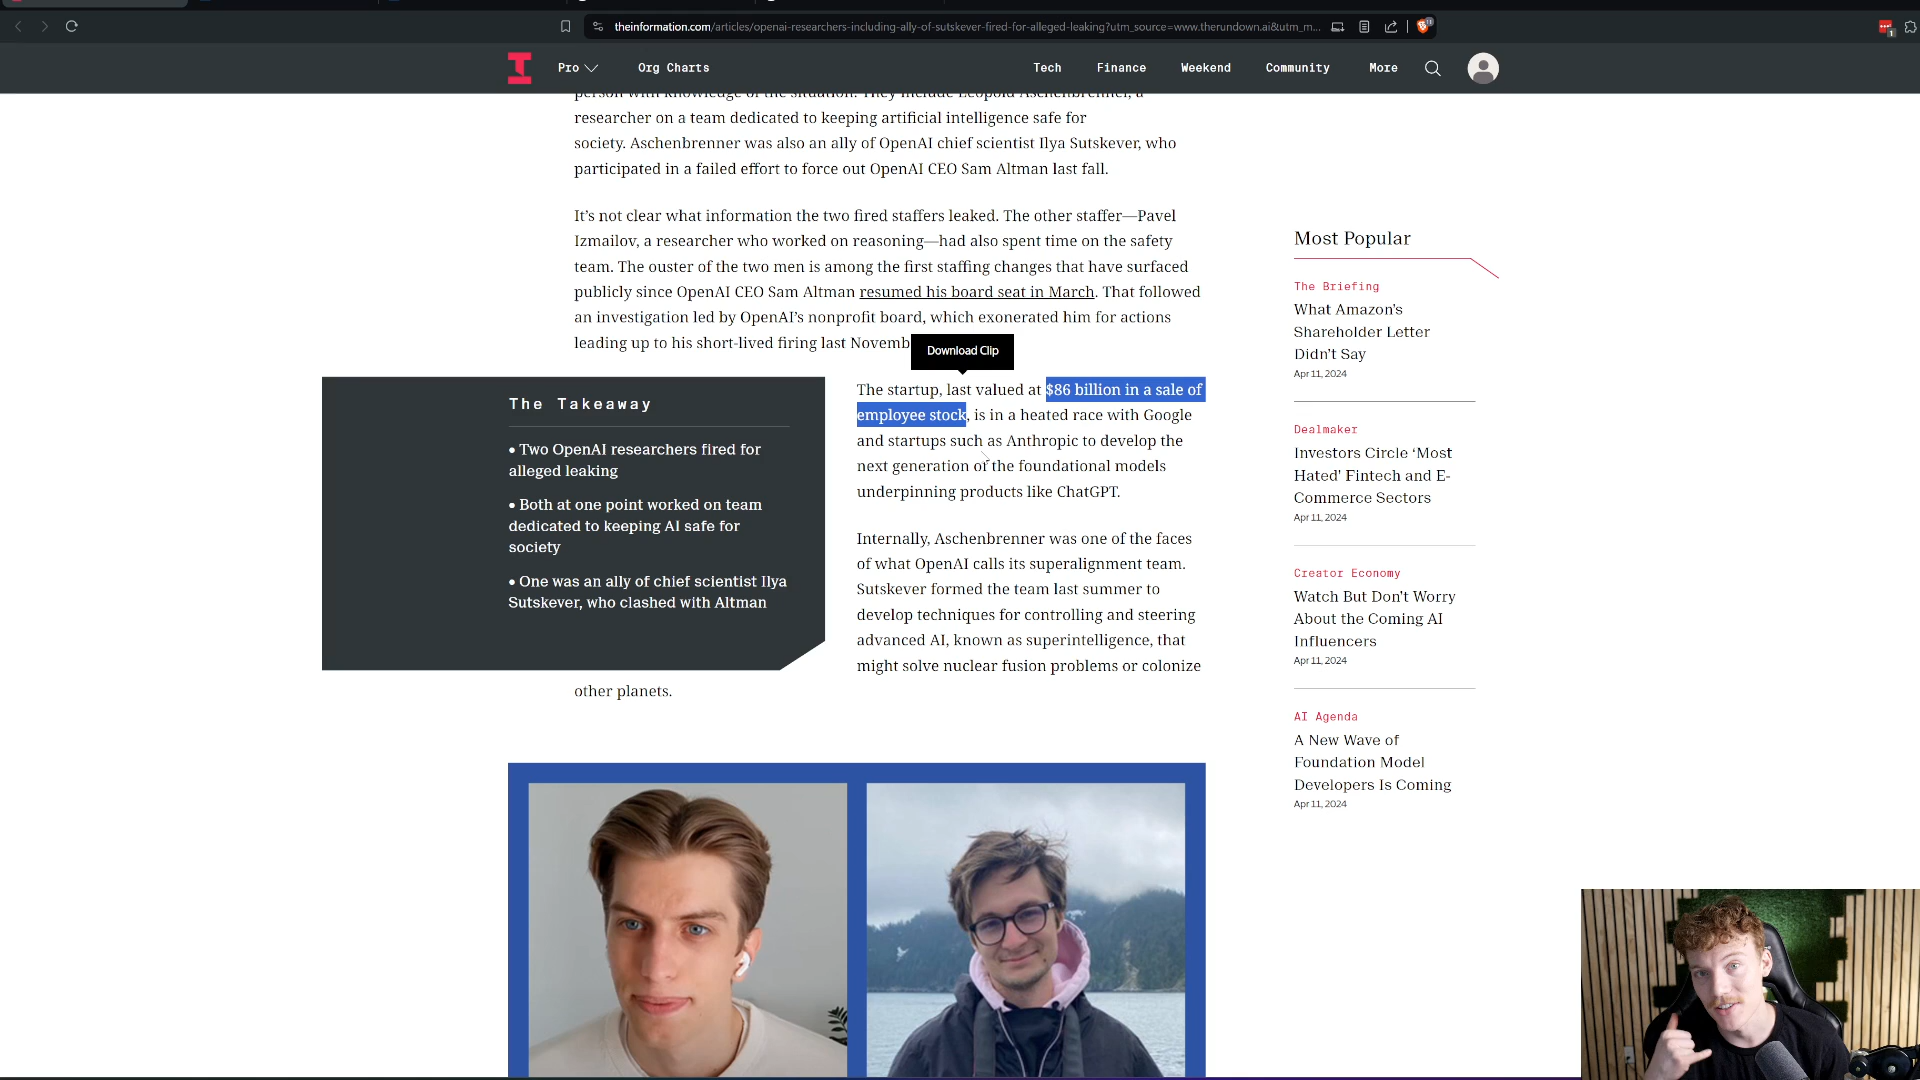 theinformation.com/articles/openai-researchers-including-ally-of-sutskever-fired-for-alleged-leaking?utm_source=www.therundown.ai&utm_m...
Pro
Org Charts
Tech
Finance
Weekend
Community
More
person with knowledge of the situation. They include Leopold Aschenbrenner, a
researcher on a team dedicated to keeping artificial intelligence safe for
society. Aschenbrenner was also an ally of OpenAI chief scientist Ilya Sutskever, who
participated in a failed effort to force out OpenAI CEO Sam Altman last fall.
It’s not clear what information the two fired staffers leaked. The other staffer—Pavel
Izmailov, a researcher who worked on reasoning—had also spent time on the safety
team. The ouster of the two men is among the first staffing changes that have surfaced
publicly since OpenAI CEO Sam Altman resumed his board seat in March. That followed
an investigation led by OpenAI’s nonprofit board, which exonerated him for actions
leading up to his short-lived firing last Novemb
Download Clip
The Takeaway
• Two OpenAI researchers fired for
alleged leaking
• Both at one point worked on team
dedicated to keeping AI safe for
society
• One was an ally of chief scientist Ilya
Sutskever, who clashed with Altman
The startup, last valued at $86 billion in a sale of
employee stock, is in a heated race with Google
and startups such as Anthropic to develop the
next generation of the foundational models
underpinning products like ChatGPT.
Internally, Aschenbrenner was one of the faces
of what OpenAI calls its superalignment team.
Sutskever formed the team last summer to
develop techniques for controlling and steering
advanced AI, known as superintelligence, that
might solve nuclear fusion problems or colonize
other planets.
Most Popular
The Briefing
What Amazon’s
Shareholder Letter
Didn’t Say
Apr 11, 2024
Dealmaker
Investors Circle ‘Most
Hated’ Fintech and E-
Commerce Sectors
Apr 11, 2024
Creator Economy
Watch But Don’t Worry
About the Coming AI
Influencers
Apr 11, 2024
AI Agenda
A New Wave of
Foundation Model
Developers Is Coming
Apr 11, 2024